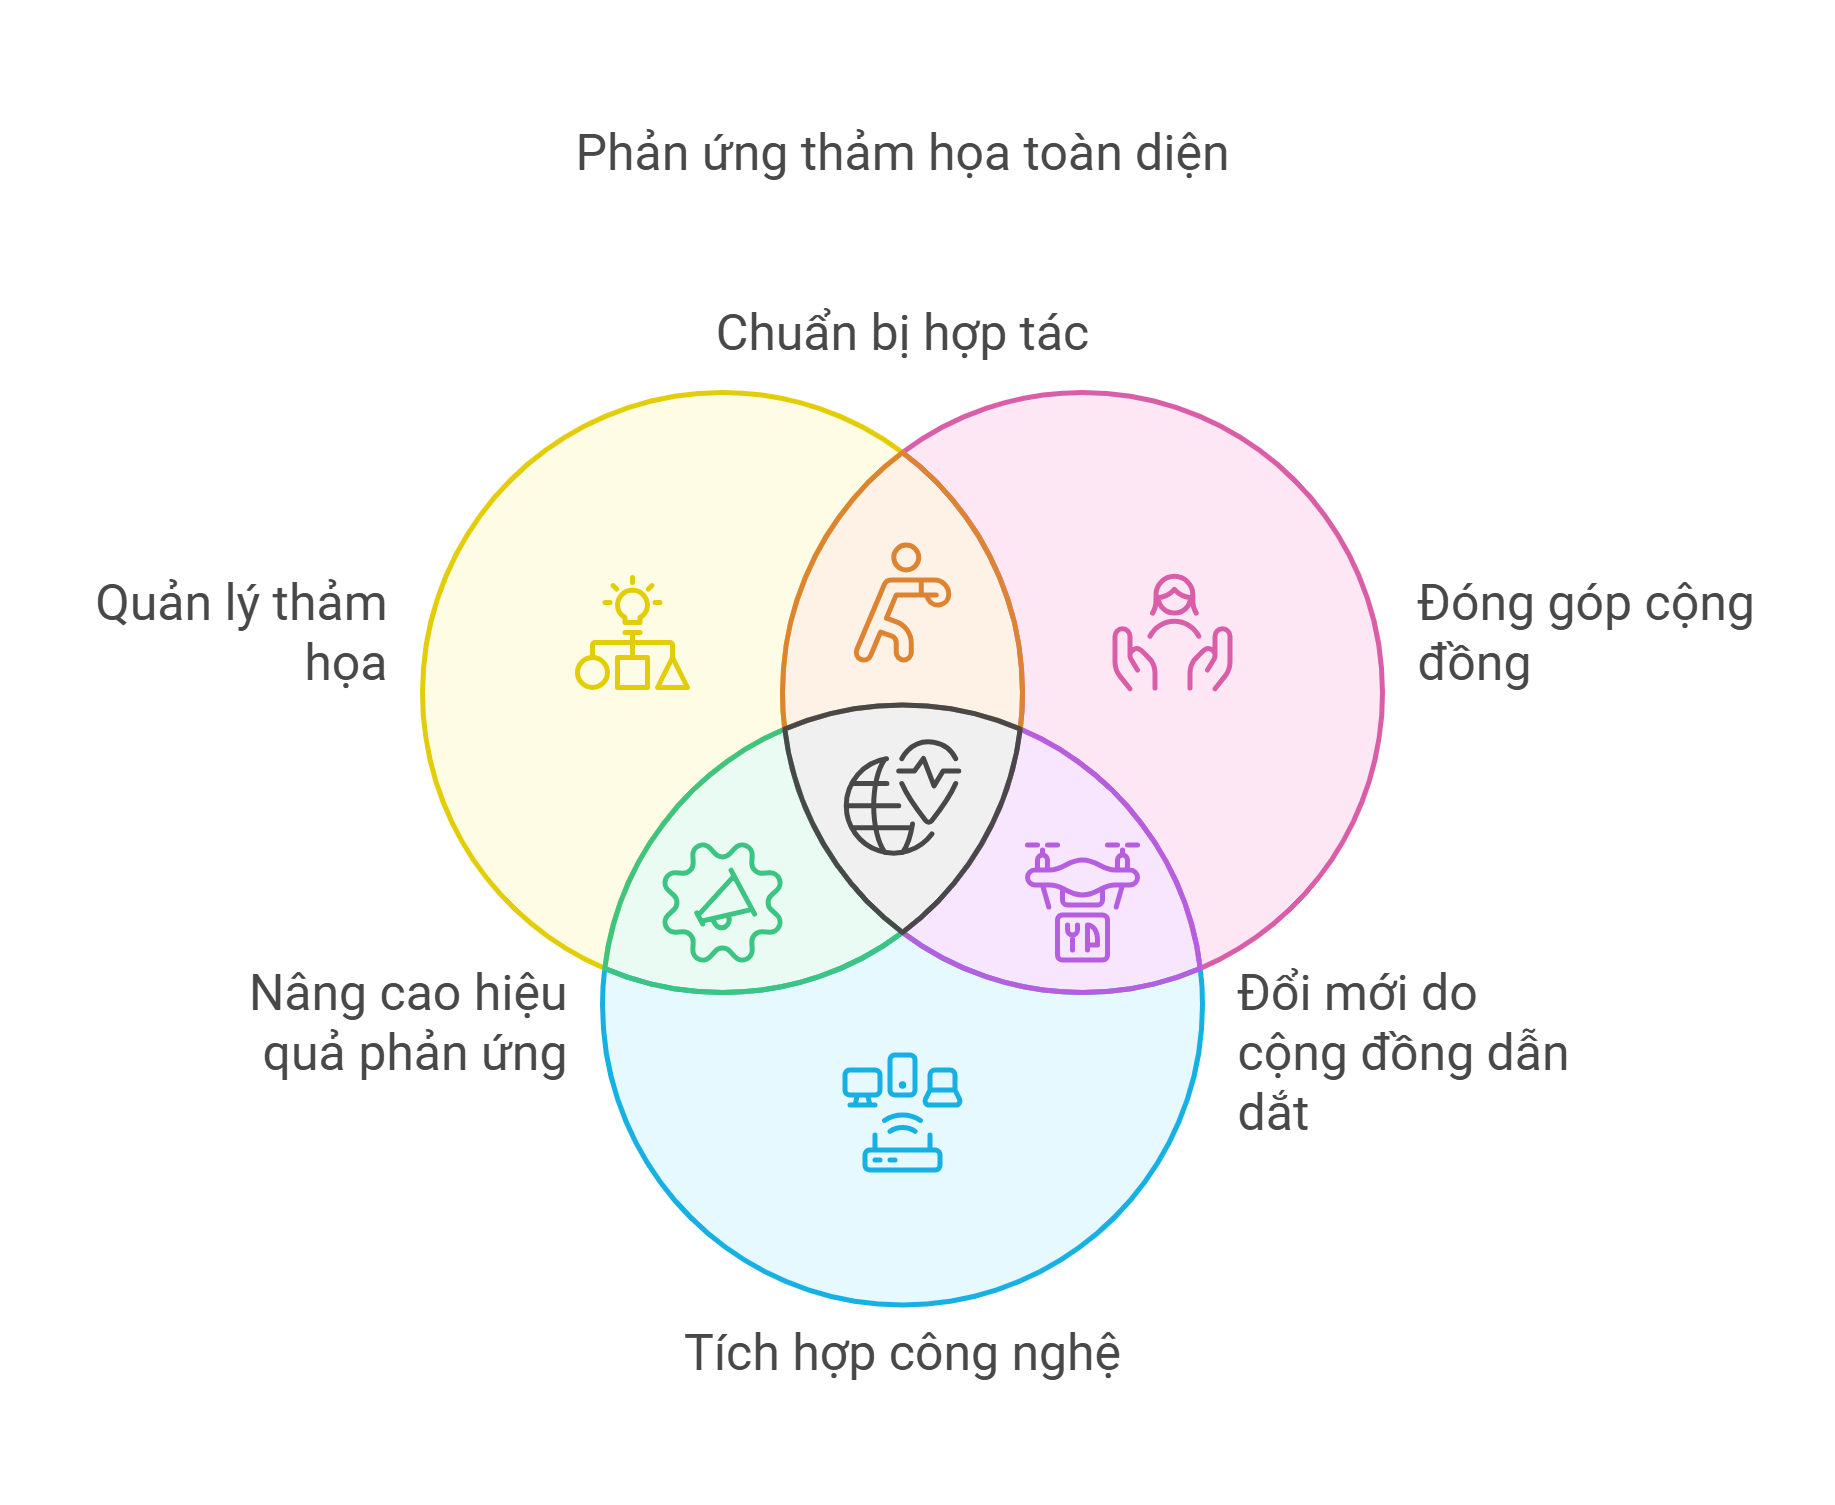 Phản ứng thảm họa toàn diện
Chuẩn bị hợp tác
Quản lý thảm
họa
Đóng góp cộng
đồng
Nâng cao hiệu
quả phản ứng
Đổi mới do
cộng đồng dẫn
dắt
Tích hợp công nghệ